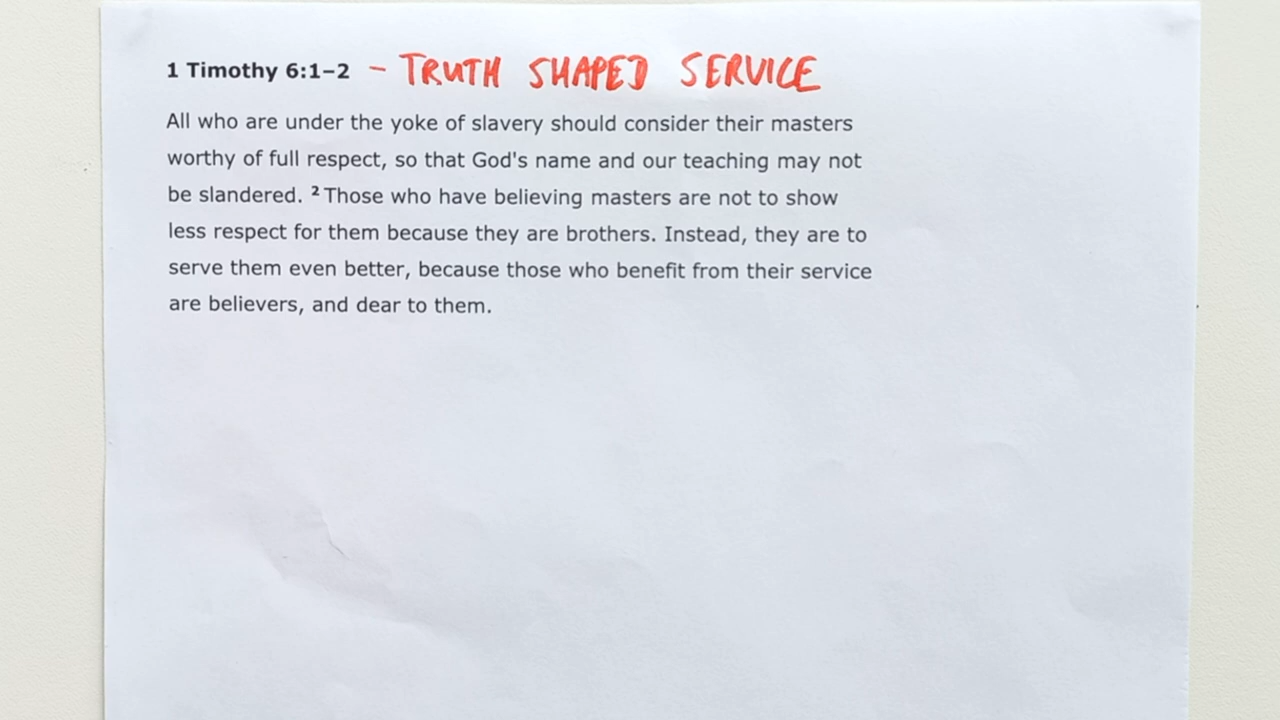 1 Timothy 6:1–2 - TRUTH SHAPED SERVICE
All who are under the yoke of slavery should consider their masters
worthy of full respect, so that God's name and our teaching may not
be slandered. ² Those who have believing masters are not to show
less respect for them because they are brothers. Instead, they are to
serve them even better, because those who benefit from their service
are believers, and dear to them.